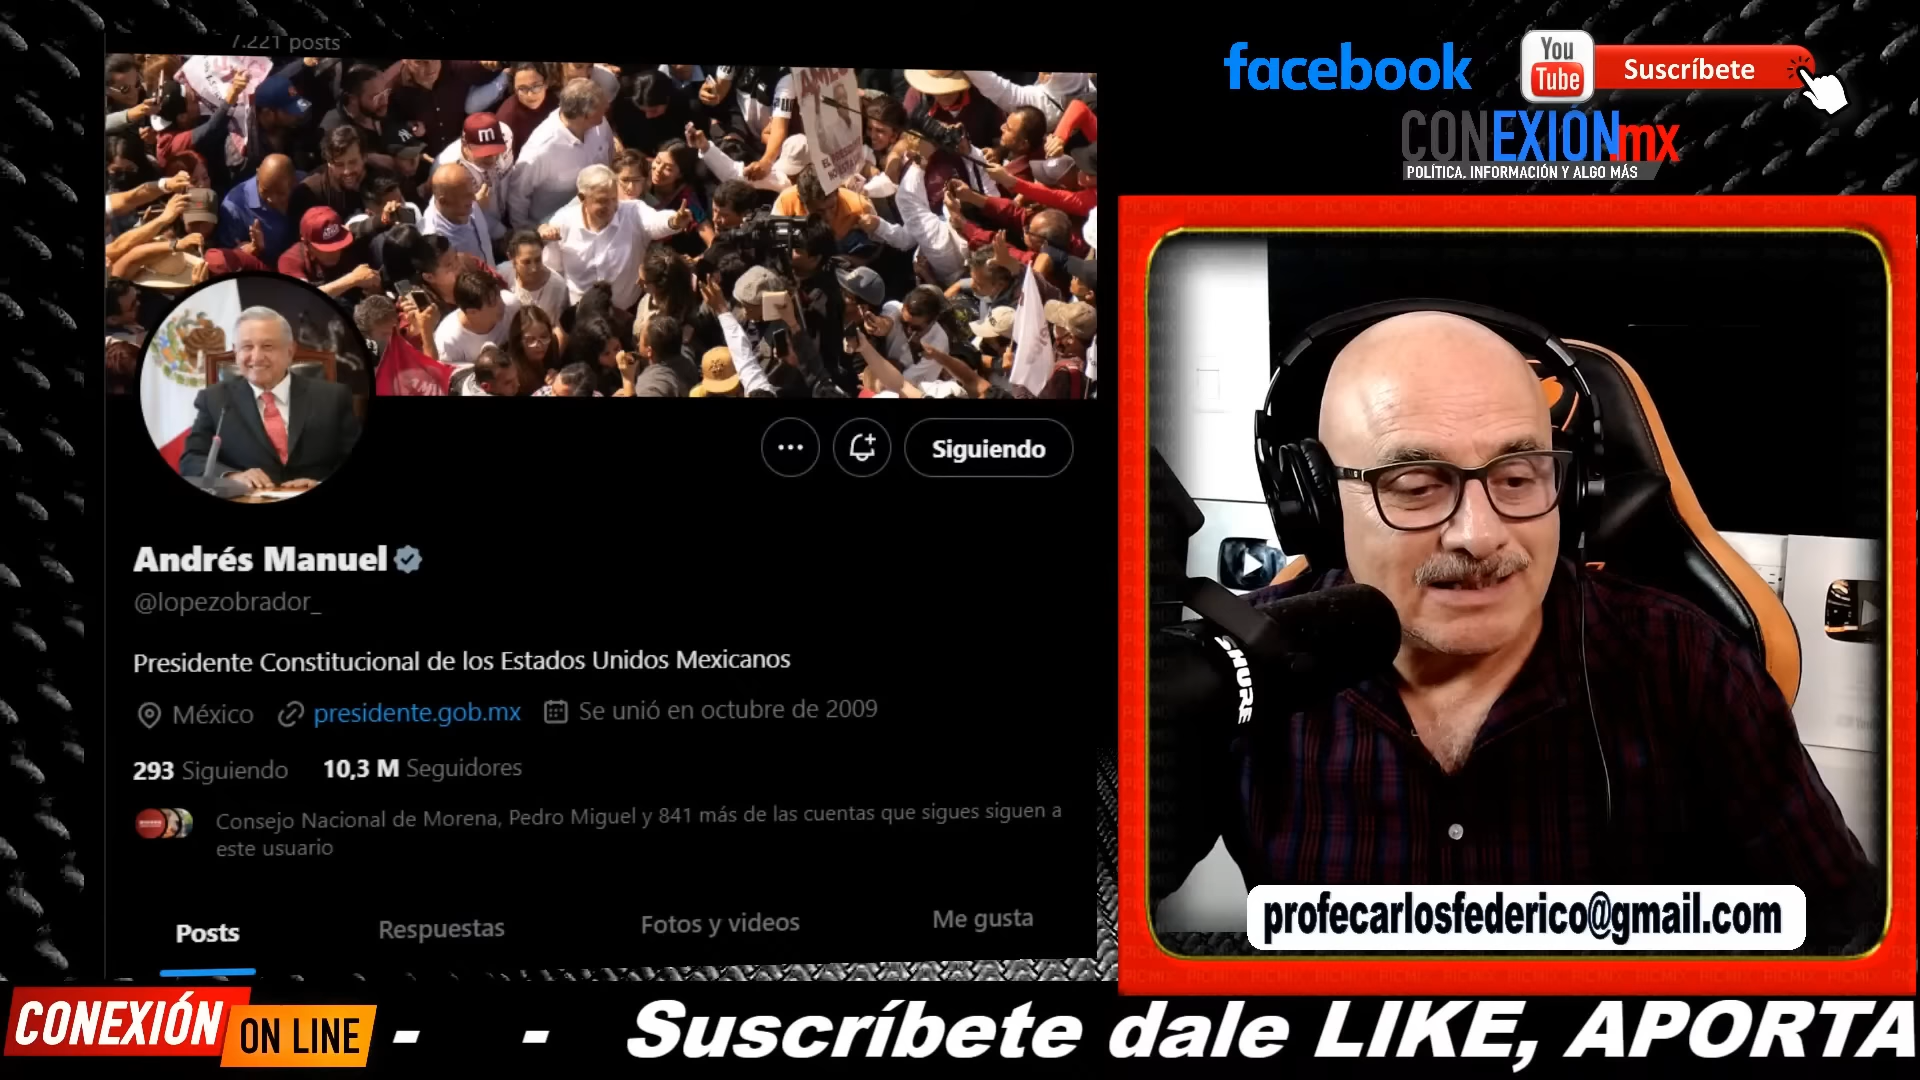 7.221 posts
AMLO
Siguiendo
Andrés Manuel
@lopezobrador_
Presidente Constitucional de los Estados Unidos Mexicanos
México presidente.gob.mx Se unió en octubre de 2009
293 Siguiendo 10,3 M Seguidores
Consejo Nacional de Morena, Pedro Miguel y 841 más de las cuentas que sigues siguen a
este usuario
Posts Respuestas Fotos y videos Me gusta
facebook
You
Tube
Suscríbete
CONEXIÓN.mx
POLÍTICA, INFORMACIÓN Y ALGO MÁS
SHURE
profecarlosfederico@gmail.com
CONEXIÓN
ON LINE
- - Suscríbete dale LIKE, APORTA